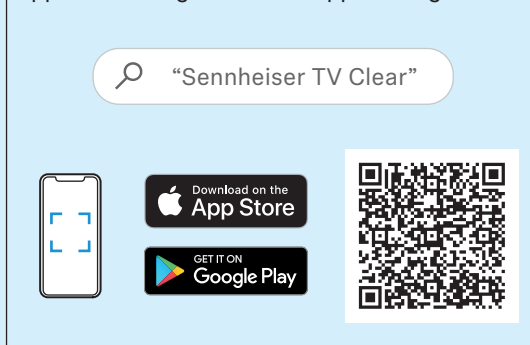 “Sennheiser TV Clear”
Download on the
App Store
GET IT ON
Google Play